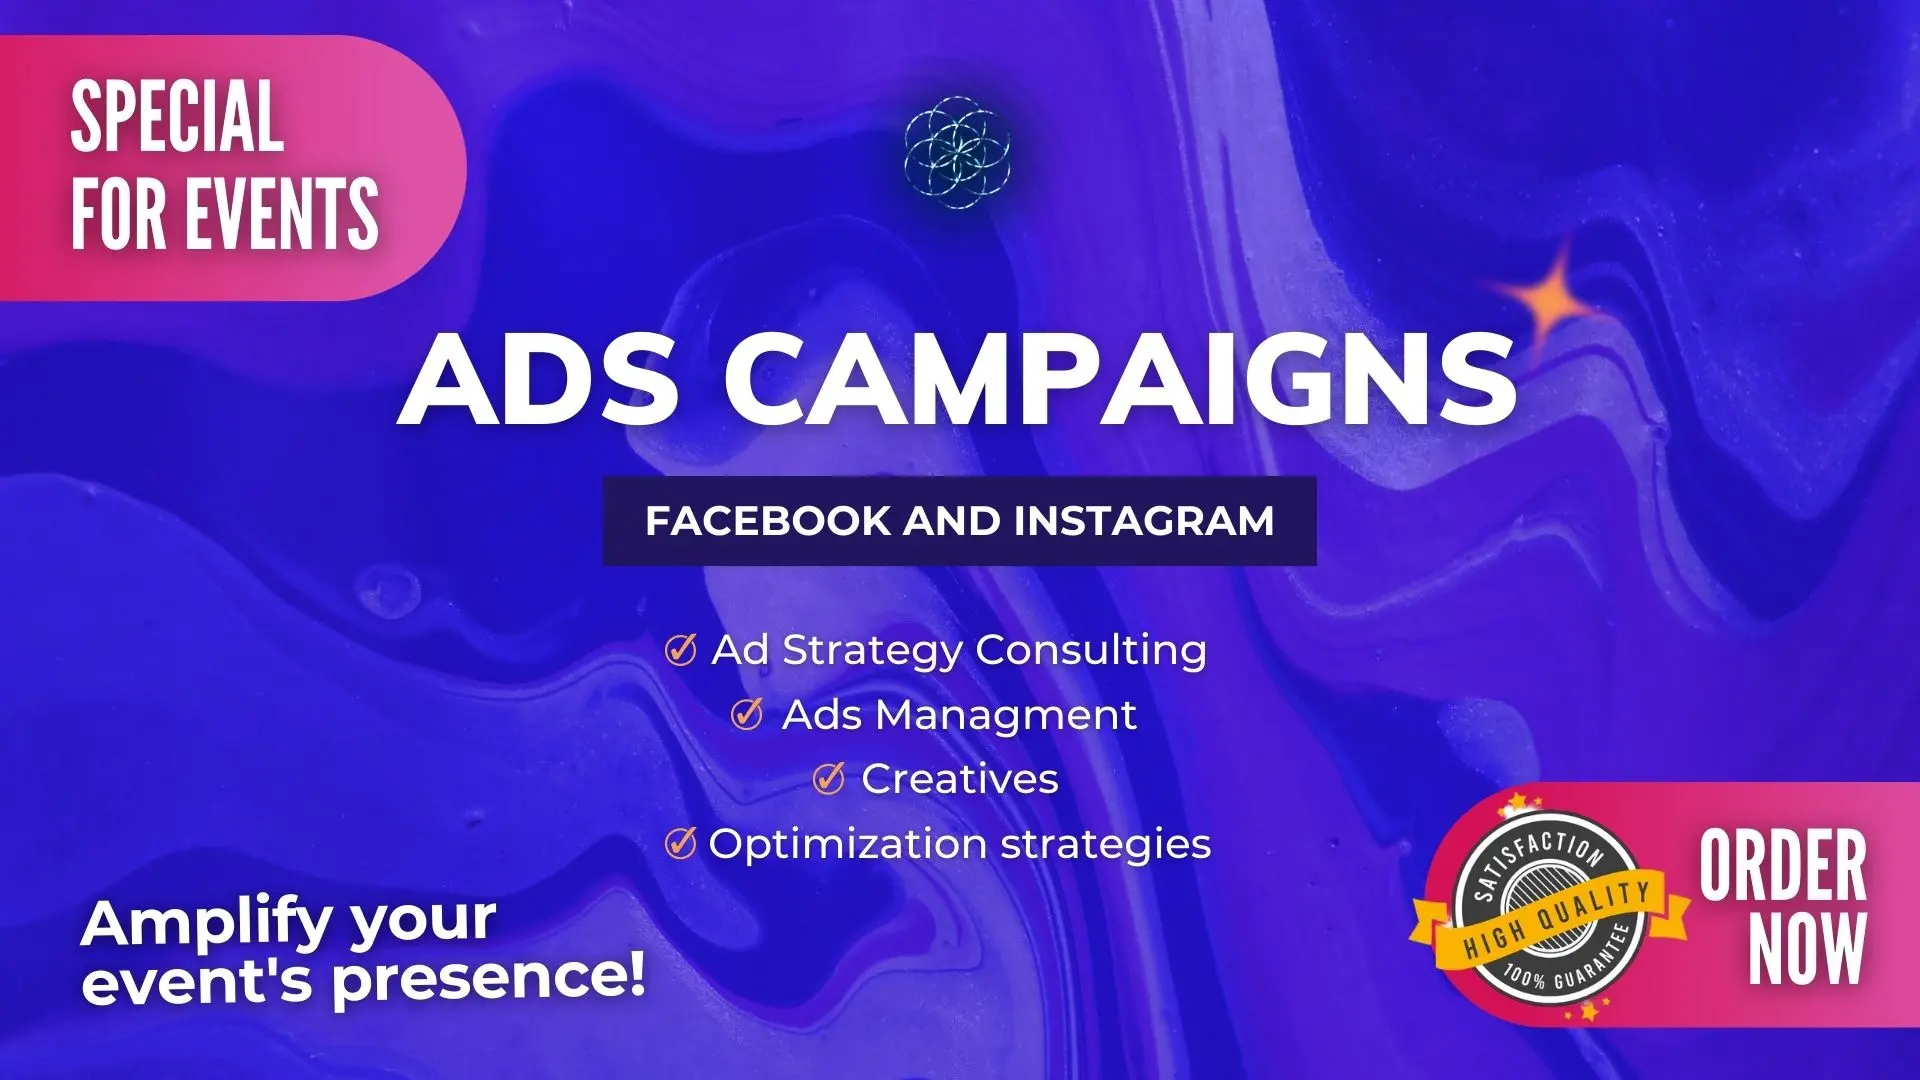 SPECIAL
FOR EVENTS
ADS CAMPAIGNS
FACEBOOK AND INSTAGRAM
Ad Strategy Consulting
Ads Managment
Creatives
Optimization strategies
Amplify your
event's presence!
SATISFACTION
HIGH QUALITY
100% GUARANTEE
ORDER
NOW